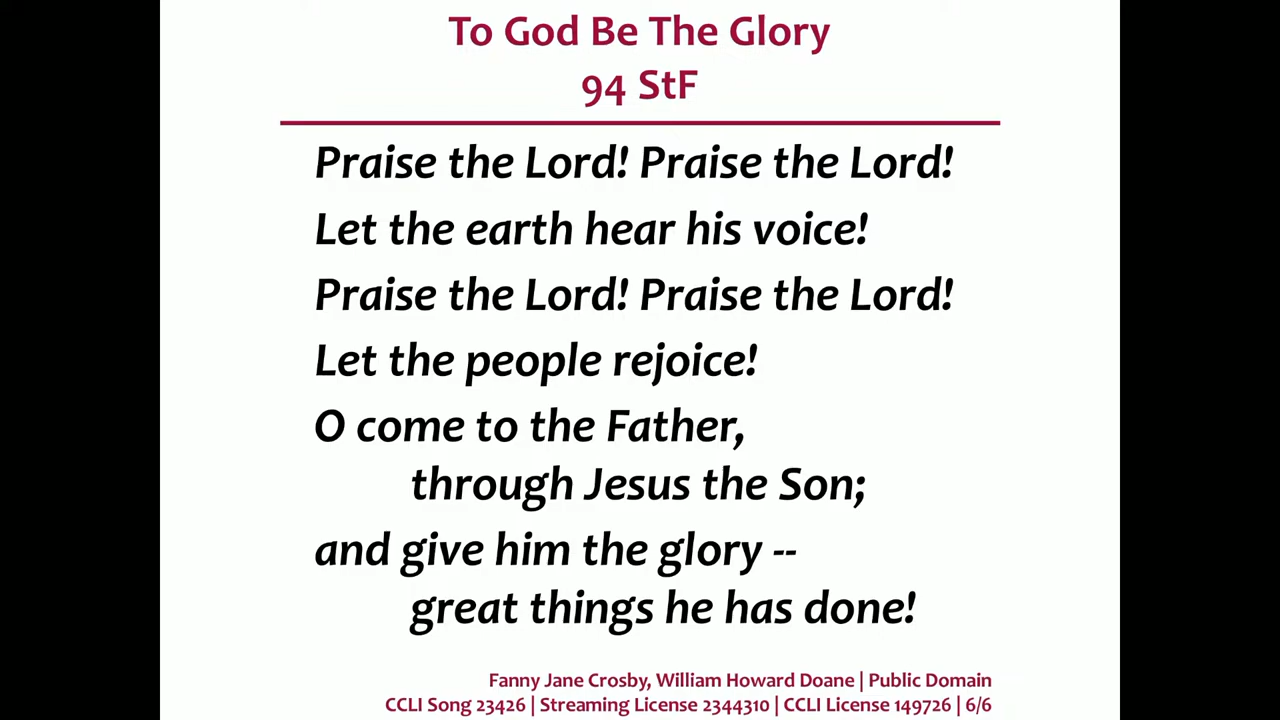 To God Be The Glory
94 StF
Praise the Lord! Praise the Lord!
Let the earth hear his voice!
Praise the Lord! Praise the Lord!
Let the people rejoice!
O come to the Father,
through Jesus the Son;
and give him the glory --
great things he has done!
Fanny Jane Crosby, William Howard Doane | Public Domain
CCLI Song 23426 | Streaming License 2344310 | CCLI License 149726 | 6/6